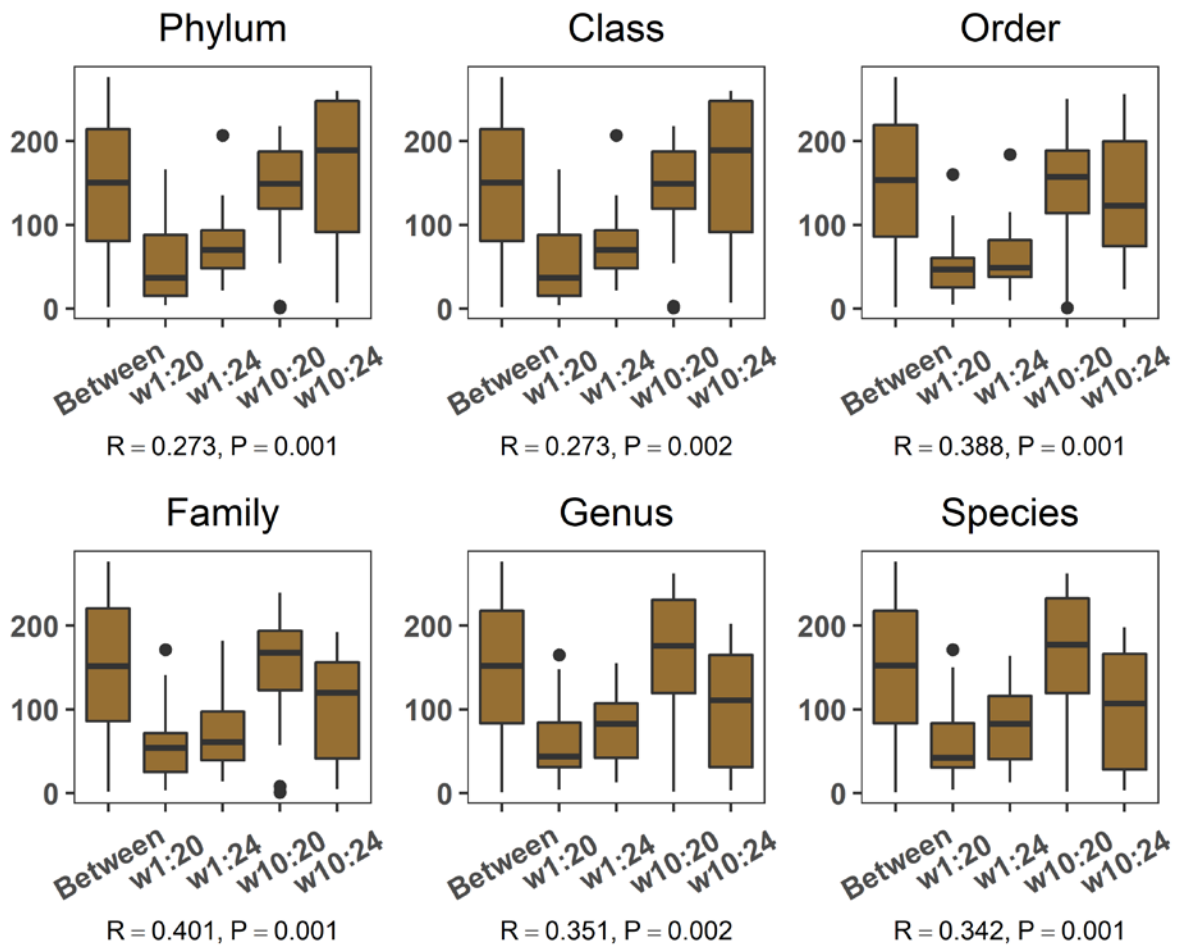 Phylum Class Order
200 200 200
100 100 100
0 0 0
Between w1:20 w1:24 w10:20 w10:24 Between w1:20 w1:24 w10:20 w10:24 Between w1:20 w1:24 w10:20 w10:24
R = 0.273, P = 0.001 R = 0.273, P = 0.002 R = 0.388, P = 0.001
Family Genus Species
200 200 200
100 100 100
0 0 0
Between w1:20 w1:24 w10:20 w10:24 Between w1:20 w1:24 w10:20 w10:24 Between w1:20 w1:24 w10:20 w10:24
R = 0.401, P = 0.001 R = 0.351, P = 0.002 R = 0.342, P = 0.001